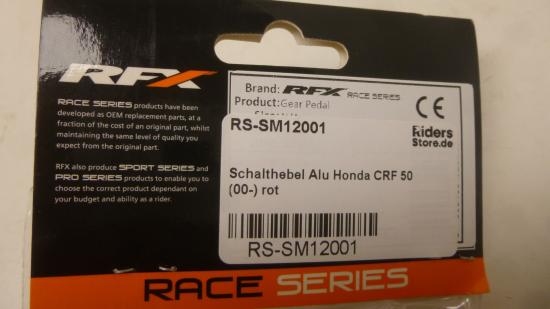 RFX
RACE SERIES products have been
developed as OEM replacement parts, at a
fraction of the cost of an original part, whilst
maintaining the same level of quality you
expect from the original part.
RFX also produce SPORT SERIES and
PRO SERIES products to enable you to
choose the correct product dependant on
your budget and ability as a rider.
Brand: RFX RACE SERIES
Product: Gear Pedal
CE
RS-SM12001
Riders
Store.de
Schalthebel Alu Honda CRF 50
(00-) rot
RS-SM12001
RACE SERIES